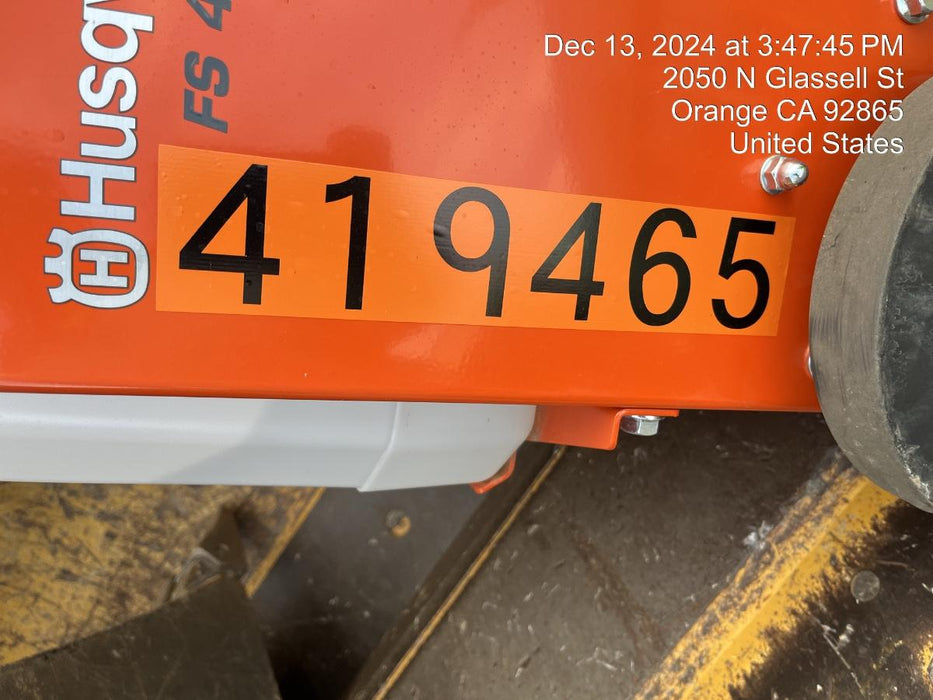 Dec 13, 2024 at 3:47:45 PM
2050 N Glassell St
Orange CA 92865
United States
Husqv
FS 4
419465
H